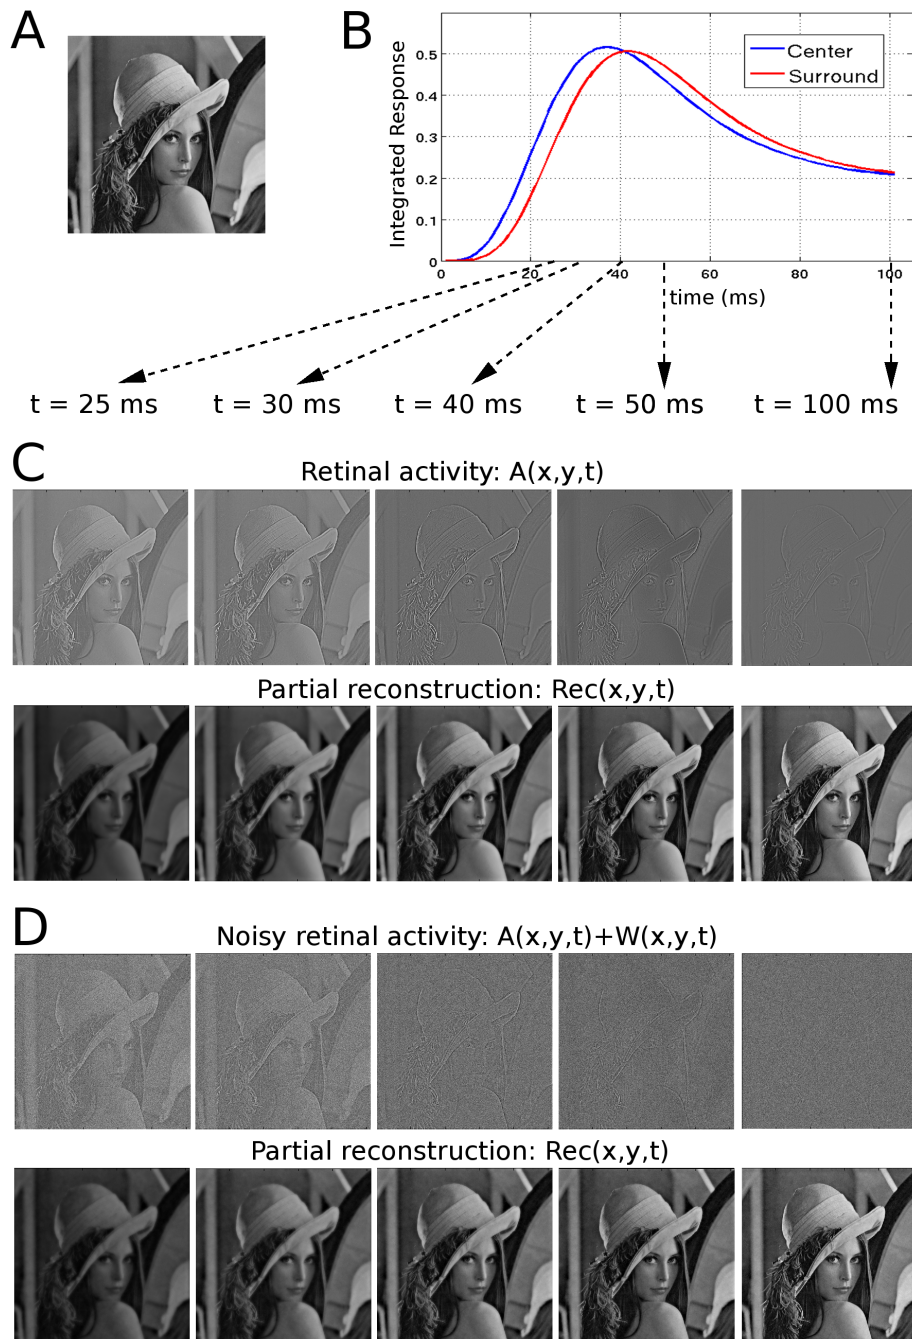 A
B
Integrated Response
0.5
0.4
0.3
0.2
0.1
0
Center
Surround
20
40
60
80
100
time (ms)
t = 25 ms
t = 30 ms
t = 40 ms
t = 50 ms
t = 100 ms
C
Retinal activity: A(x,y,t)
Partial reconstruction: Rec(x,y,t)
D
Noisy retinal activity: A(x,y,t)+W(x,y,t)
Partial reconstruction: Rec(x,y,t)